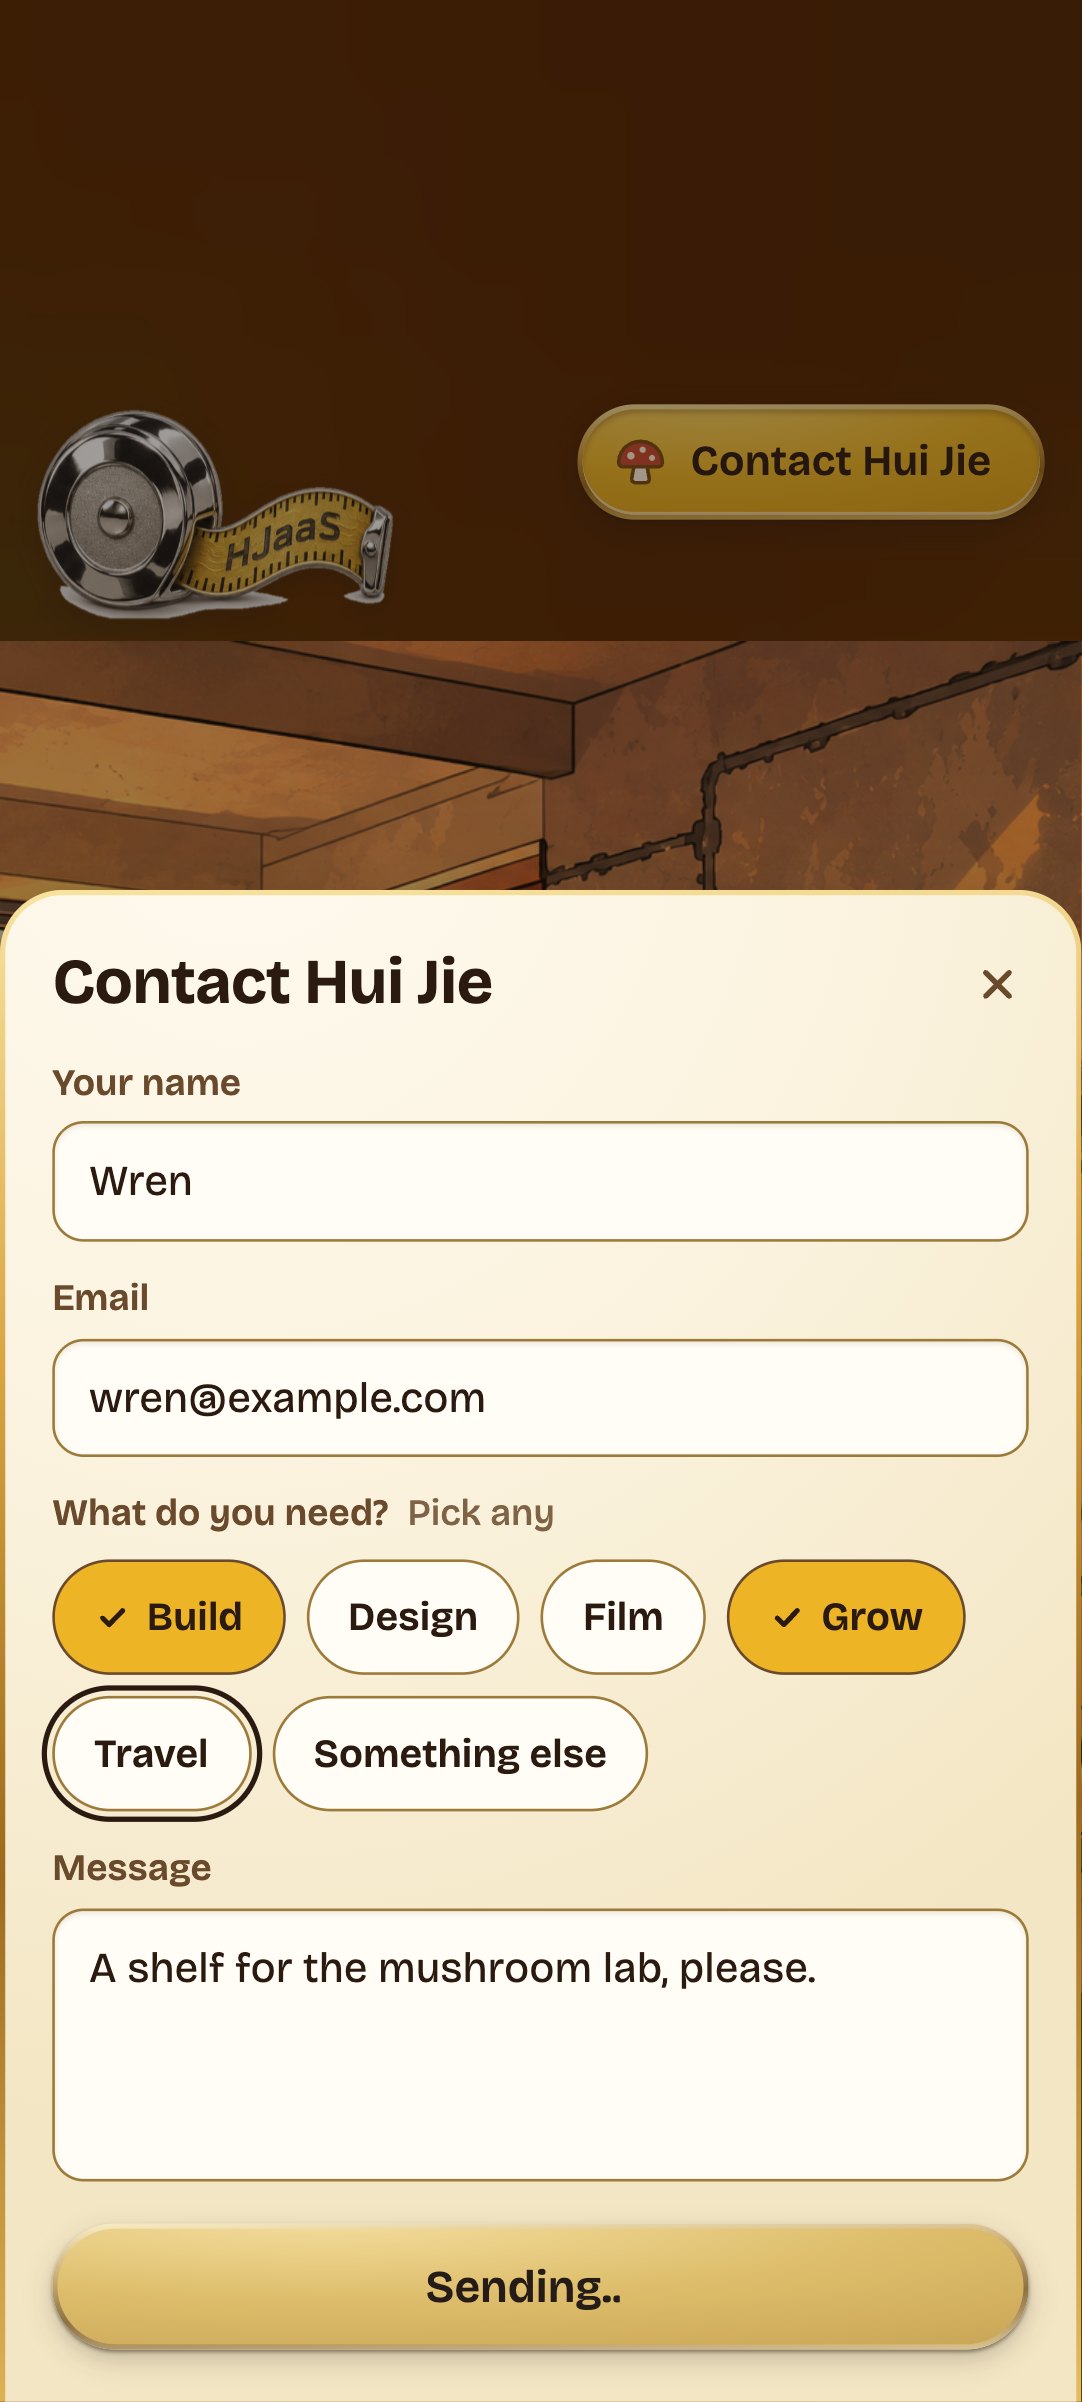 HJaaS
Contact Hui Jie
Contact Hui Jie
Your name
Wren
Email
wren@example.com
What do you need? Pick any
Build Design Film Grow
Travel Something else
Message
A shelf for the mushroom lab, please.
Sending..